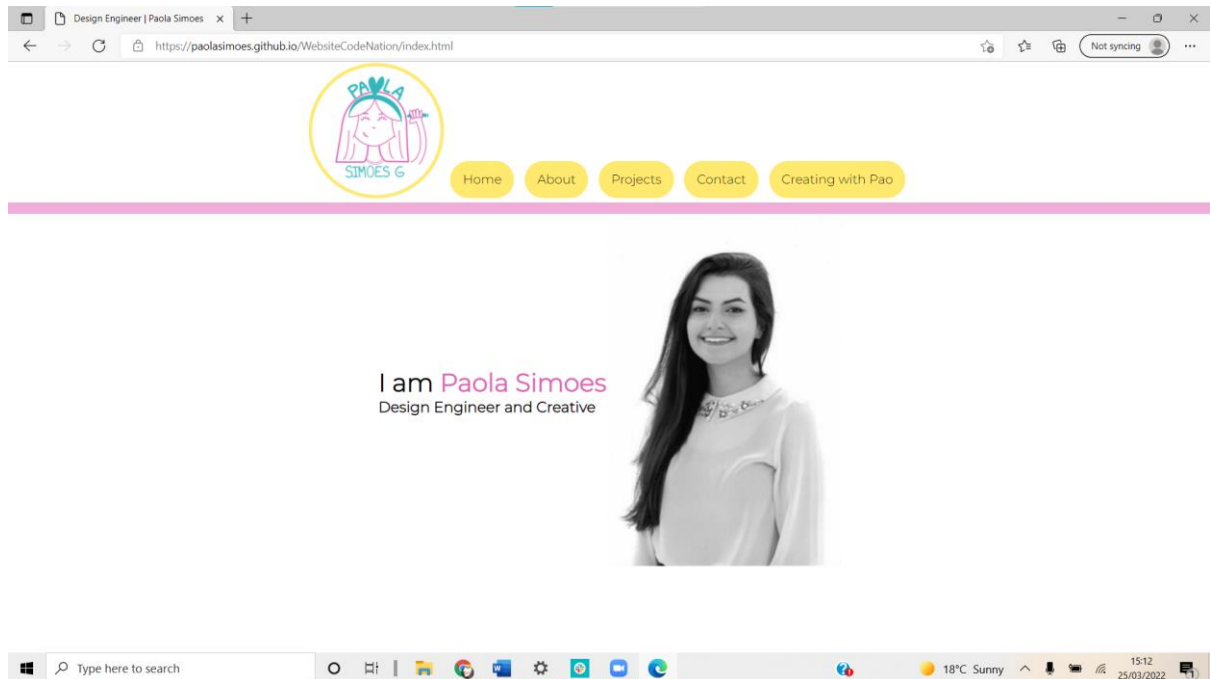 Design Engineer | Paola Simoes
https://paolasimoes.github.io/WebsiteCodeNation/index.html
Not syncing
PAOLA
SIMOES G
Home About Projects Contact Creating with Pao
I am Paola Simoes
Design Engineer and Creative
Type here to search
18°C Sunny
15:12
25/03/2022